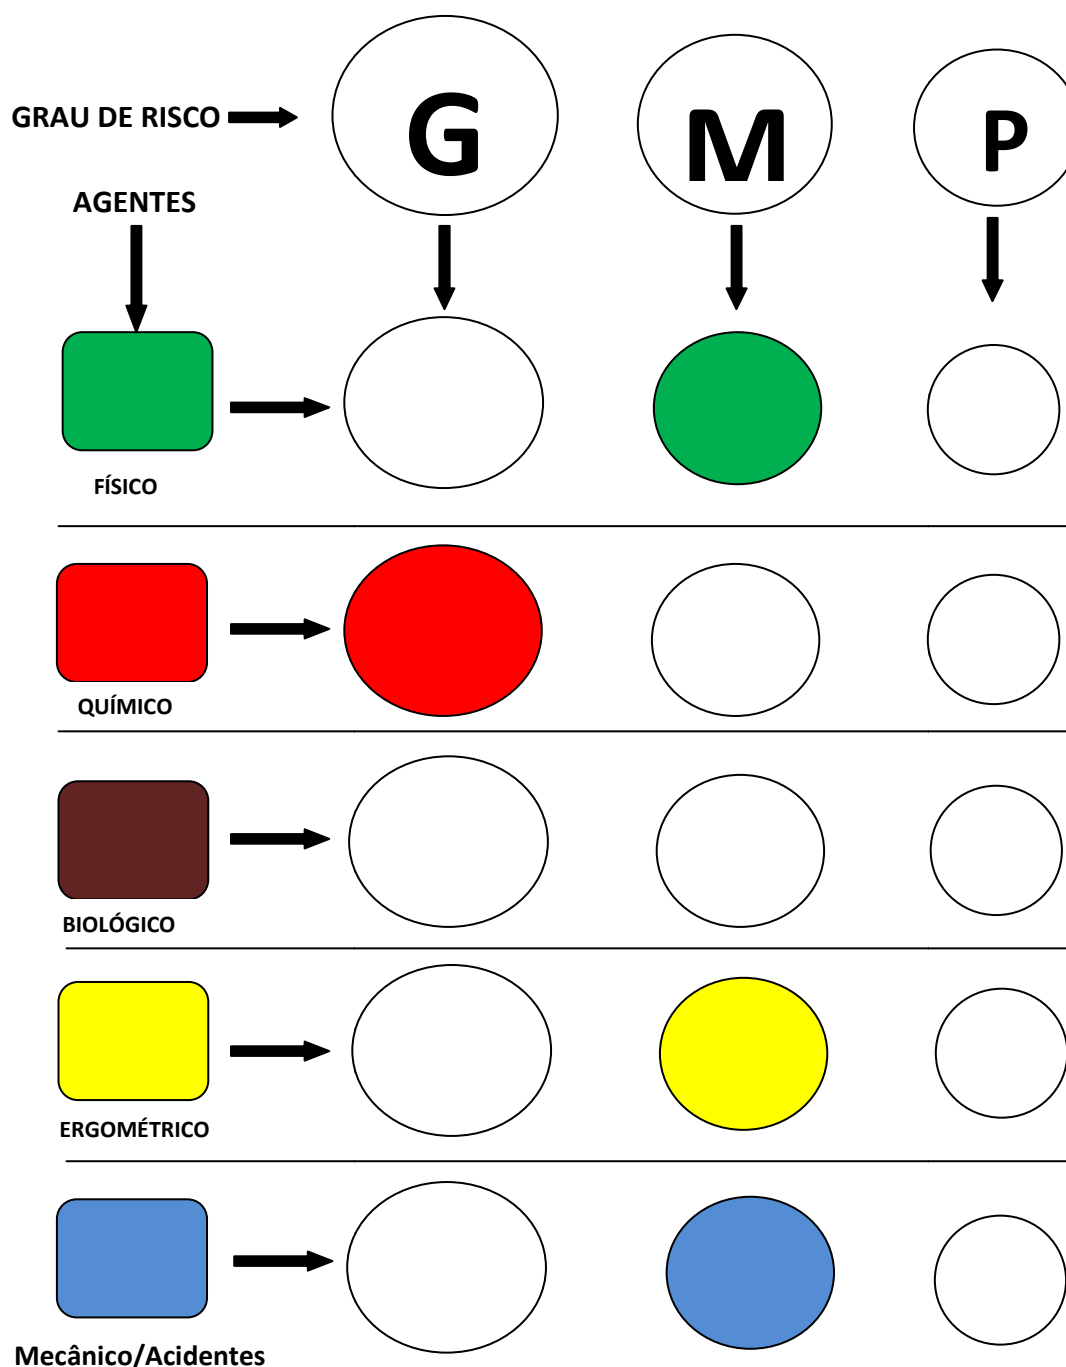 GRAU DE RISCO
G
M
P
AGENTES
FÍSICO
QUÍMICO
BIOLÓGICO
ERGOMÉTRICO
Mecânico/Acidentes